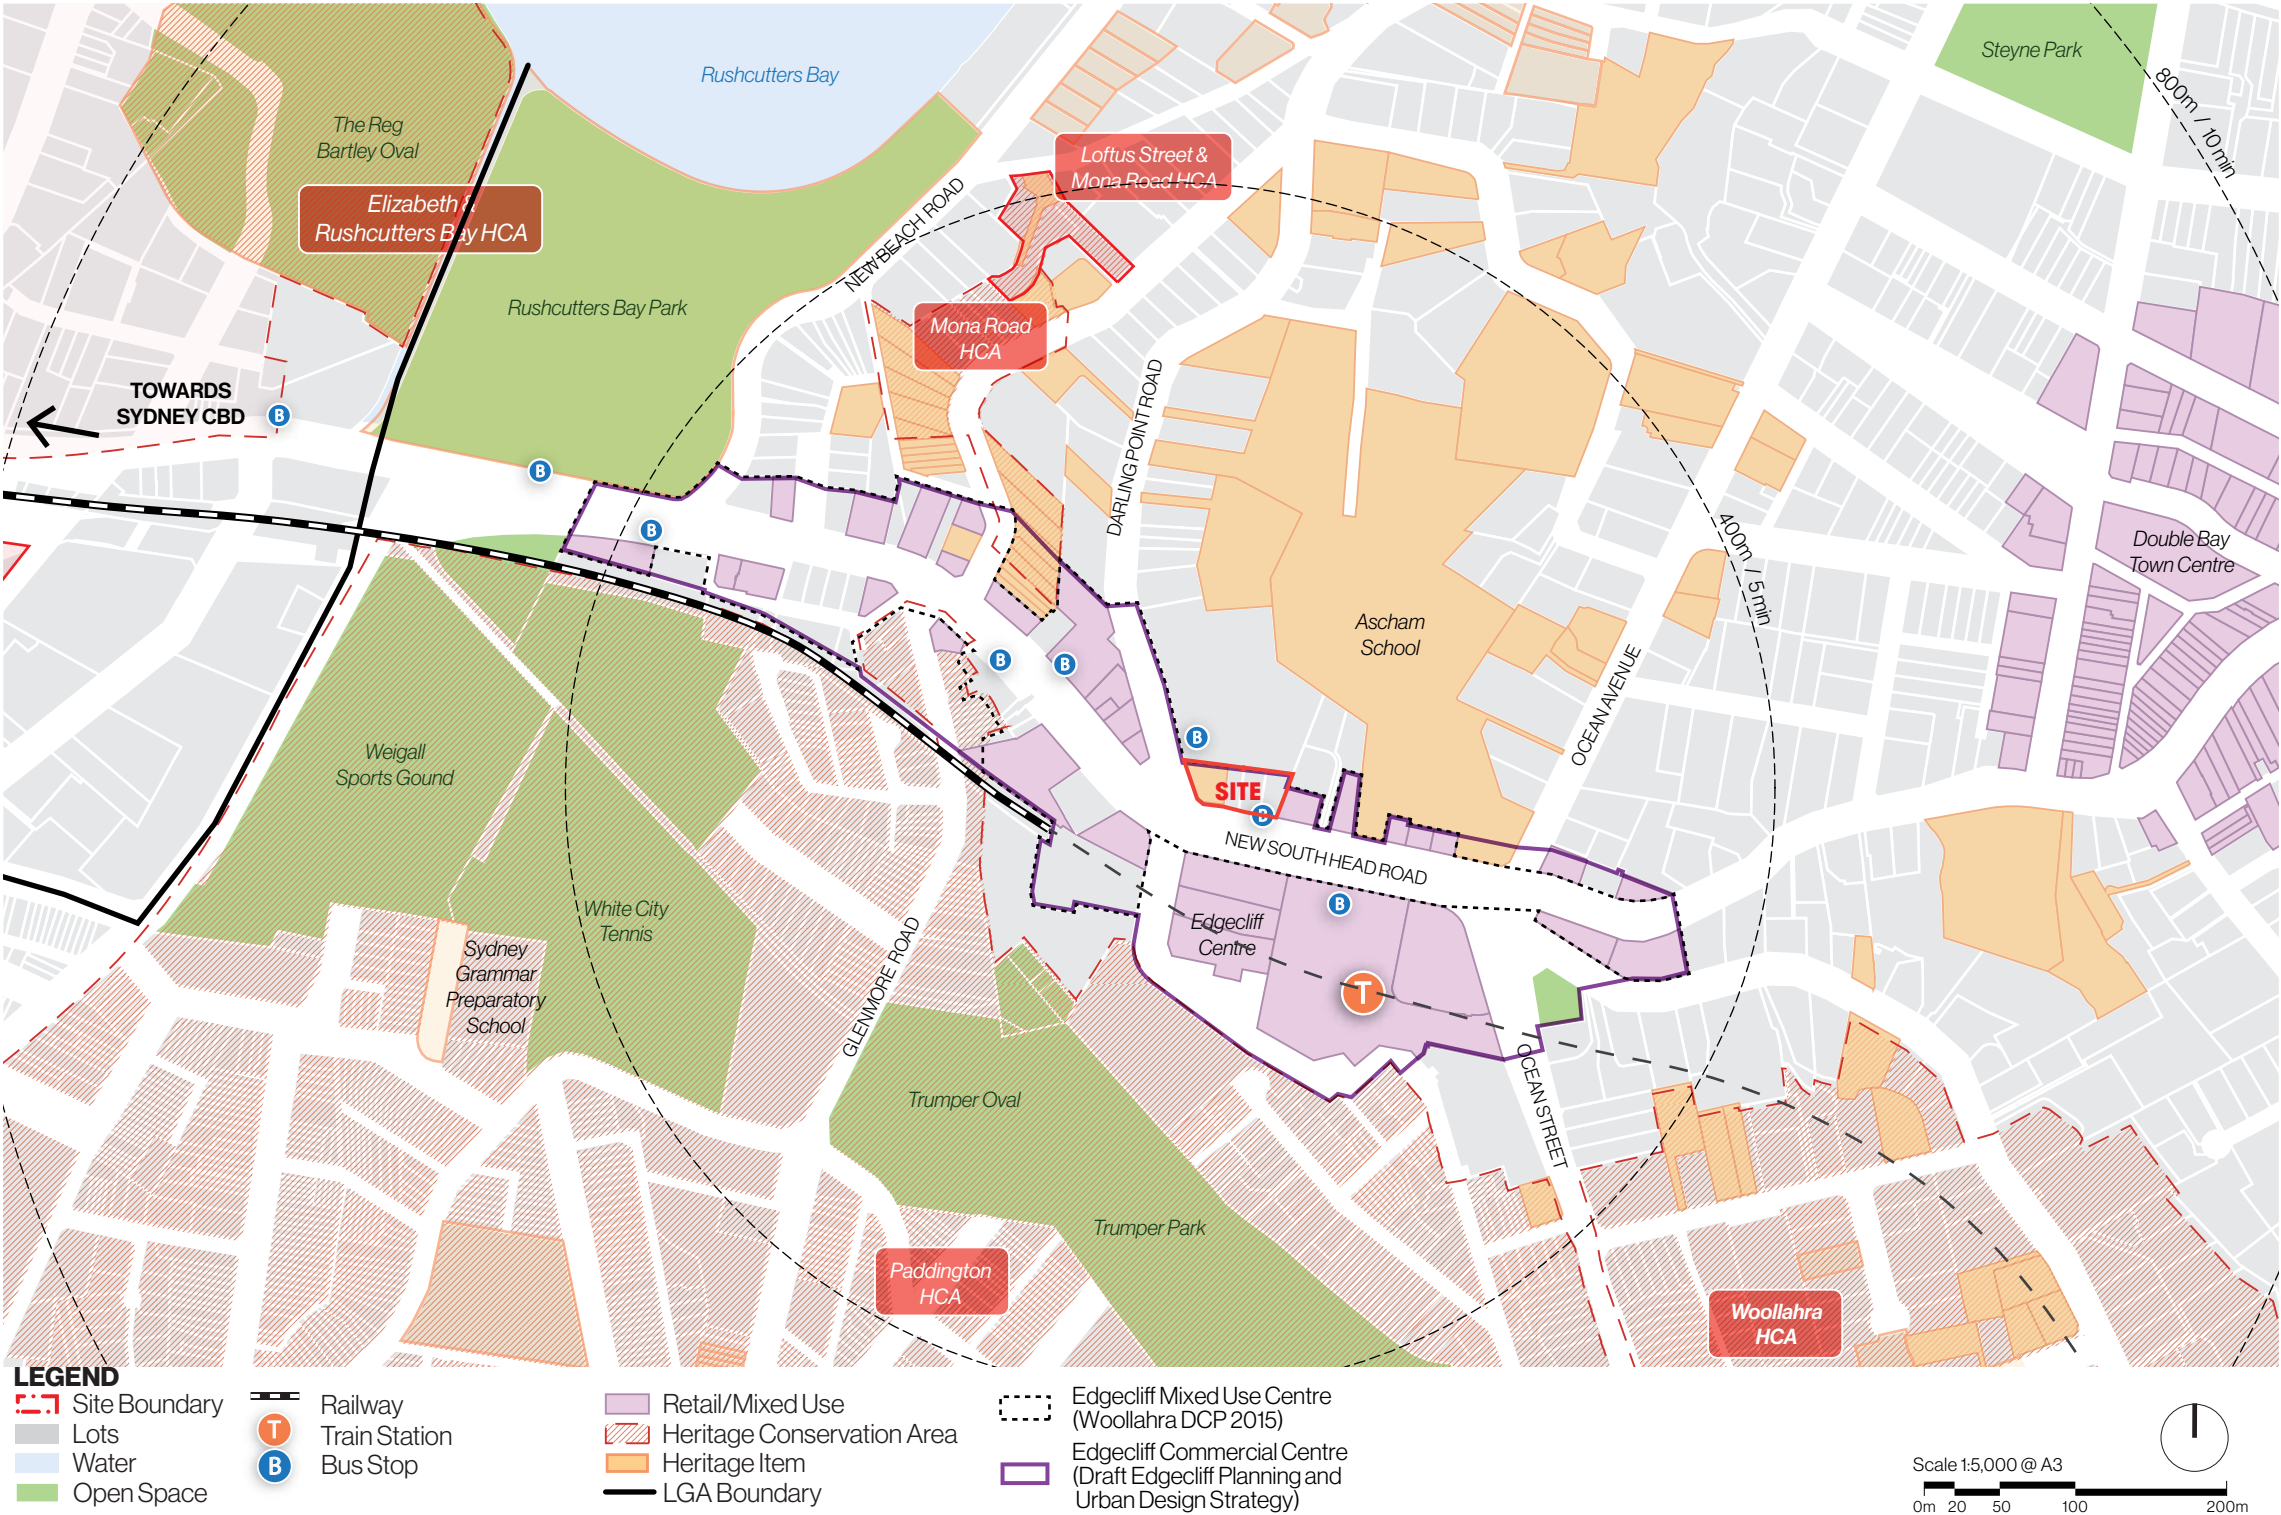 Steyne Park
Rushcutters Bay
800m / 10 min
The Reg
Bartley Oval
Loftus Street &
Mona Road HCA
Elizabeth &
Rushcutters Bay HCA
NEW BEACH ROAD
Rushcutters Bay Park
Mona Road
HCA
TOWARDS
SYDNEY CBD
B
B
B
DARLING POINT ROAD
400m / 5 min
Double Bay
Town Centre
Ascham
School
B
B
OCEAN AVENUE
B
Weigall
Sports Gound
SITE
B
NEW SOUTH HEAD ROAD
B
White City
Tennis
Edgecliff
Centre
Sydney
Grammar
Preparatory
School
GLENMORE ROAD
T
OCEAN STREET
Trumper Oval
Trumper Park
Paddington
HCA
Woollahra
HCA
LEGEND
Site Boundary
Lots
Water
Open Space
Railway
T Train Station
B Bus Stop
Retail/Mixed Use
Heritage Conservation Area
Heritage Item
LGA Boundary
Edgecliff Mixed Use Centre
(Woollahra DCP 2015)
Edgecliff Commercial Centre
(Draft Edgecliff Planning and
Urban Design Strategy)
Scale 1:5,000 @ A3
0m 20 50 100 200m